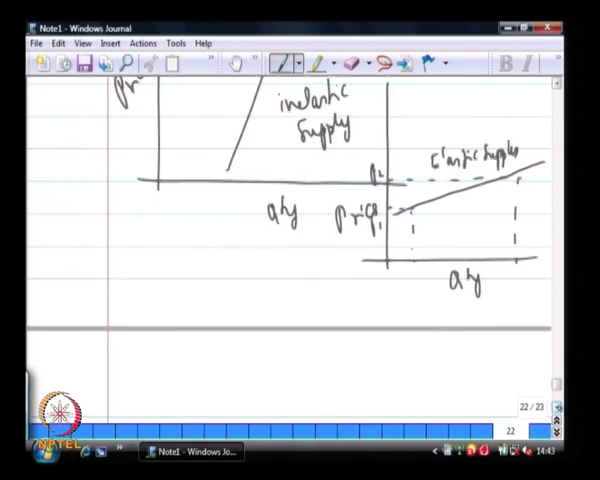 Note1 - Windows Journal
File Edit View Insert Actions Tools Help
B I
inelastic
Supply
Elastic Supply
P2
Qty
Price
P1
Qty
22 / 23
22
NPTEL
Note1 - Windows Jo...
14:43